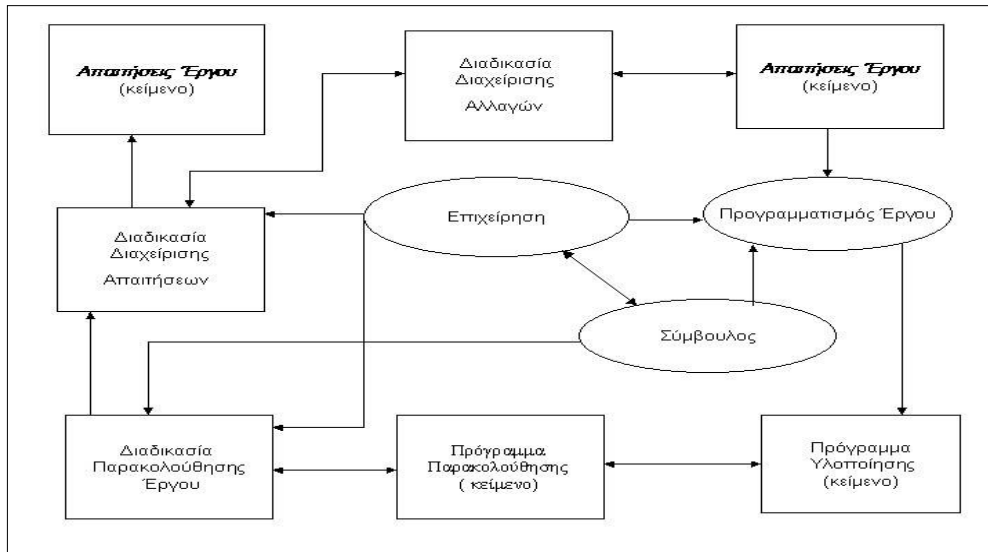 Απαιτήσεις Έργου
(κείμενο)
Διαδικασία
Διαχείρισης
Αλλαγών
Απαιτήσεις Έργου
(κείμενο)
Διαδικασία
Διαχείρισης
Απαιτήσεων
Επιχείρηση
Προγραμματισμός Έργου
Σύμβουλος
Διαδικασία
Παρακολούθησης
Έργου
Πρόγραμμα
Παρακολούθησης
( κείμενο)
Πρόγραμμα
Υλοποίησης
(κείμενο)